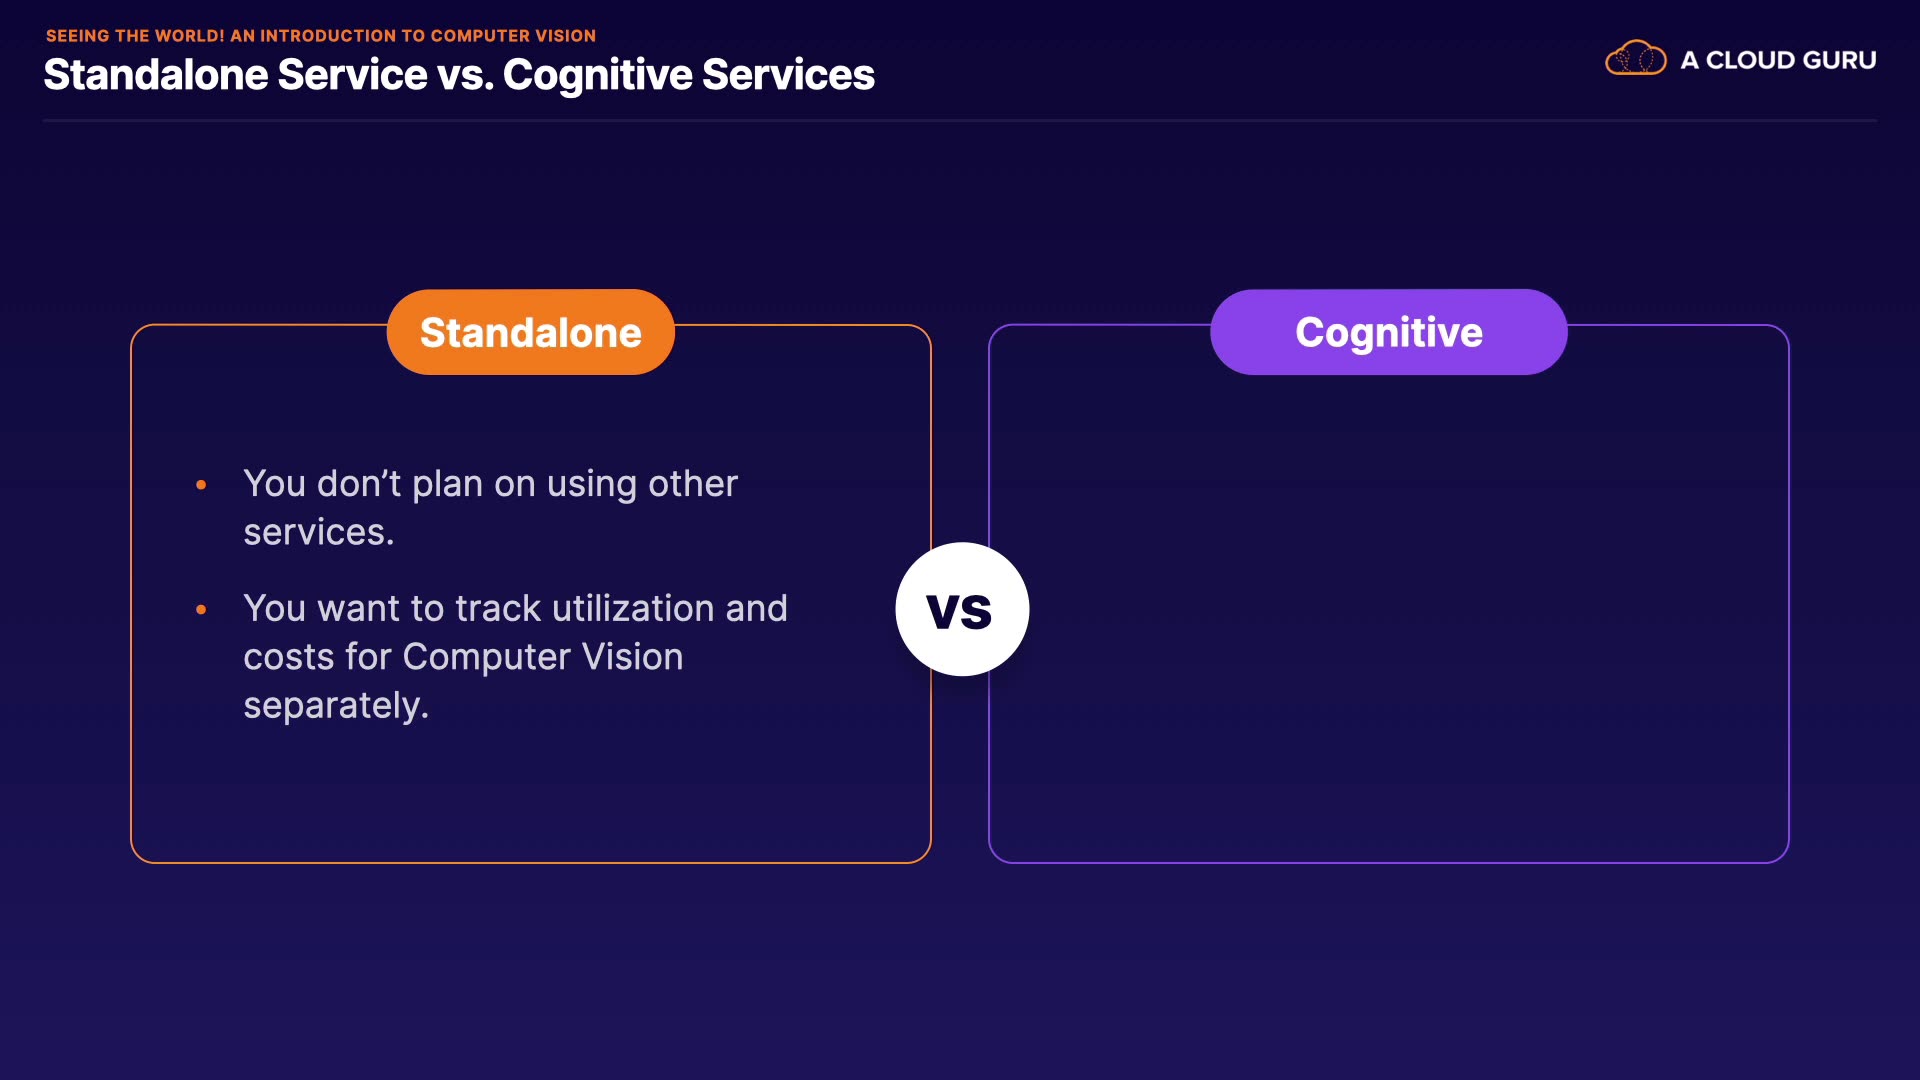 SEEING THE WORLD! AN INTRODUCTION TO COMPUTER VISION
Standalone Service vs. Cognitive Services
A CLOUD GURU
Standalone
• You don’t plan on using other
services.
• You want to track utilization and
costs for Computer Vision
separately.
vs
Cognitive